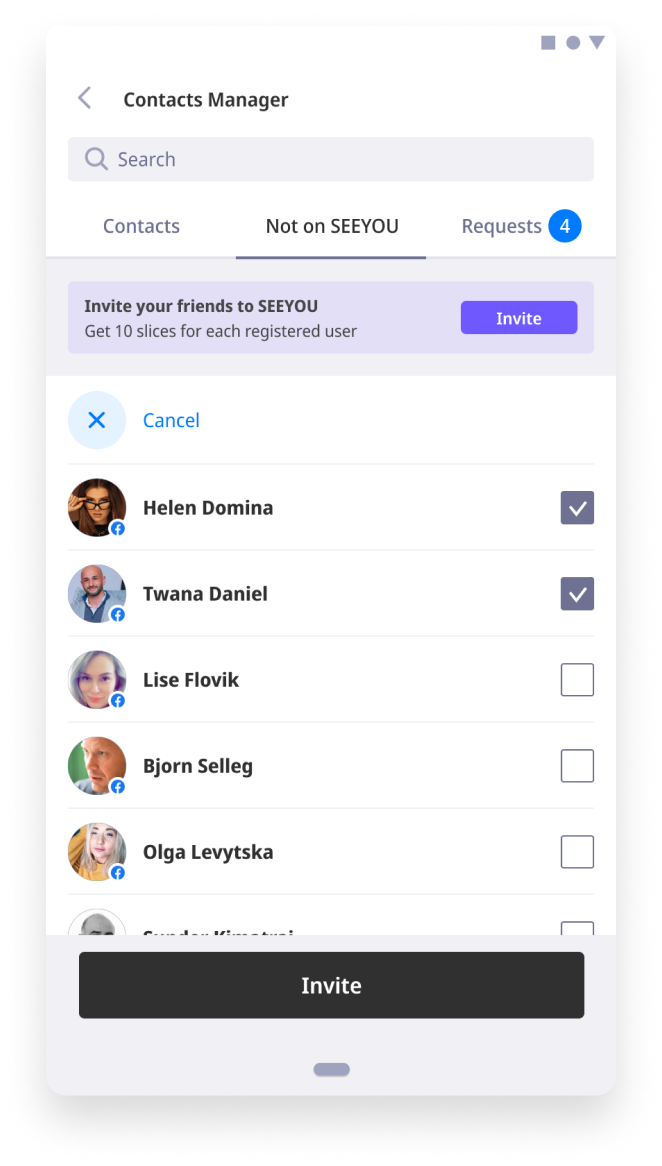 Contacts Manager
Search
Contacts
Not on SEEYOU
Requests 4
Invite your friends to SEEYOU
Get 10 slices for each registered user
Invite
Cancel
Helen Domina
Twana Daniel
Lise Flovik
Bjorn Selleg
Olga Levytska
Invite